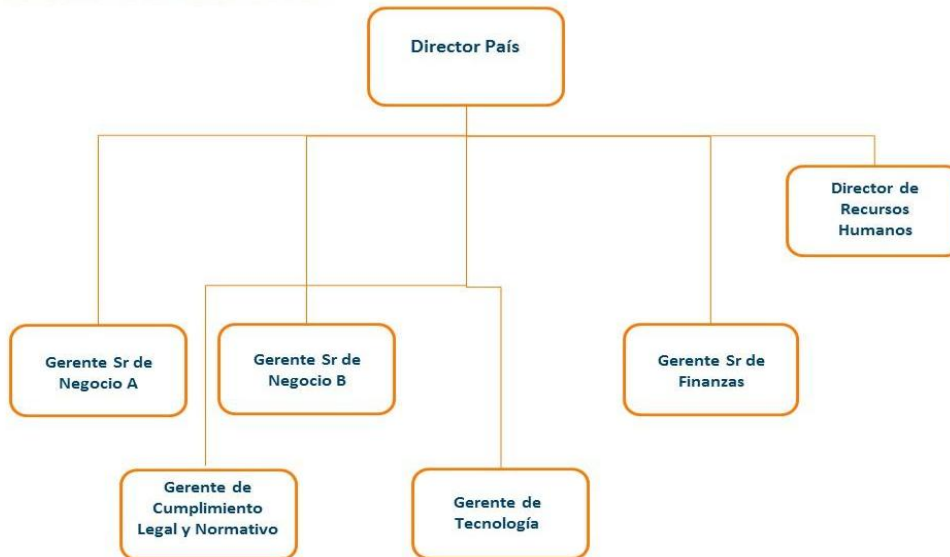 Director País
Director de
Recursos
Humanos
Gerente Sr de
Negocio A
Gerente Sr de
Negocio B
Gerente Sr de
Finanzas
Gerente de
Cumplimiento
Legal y Normativo
Gerente de
Tecnología